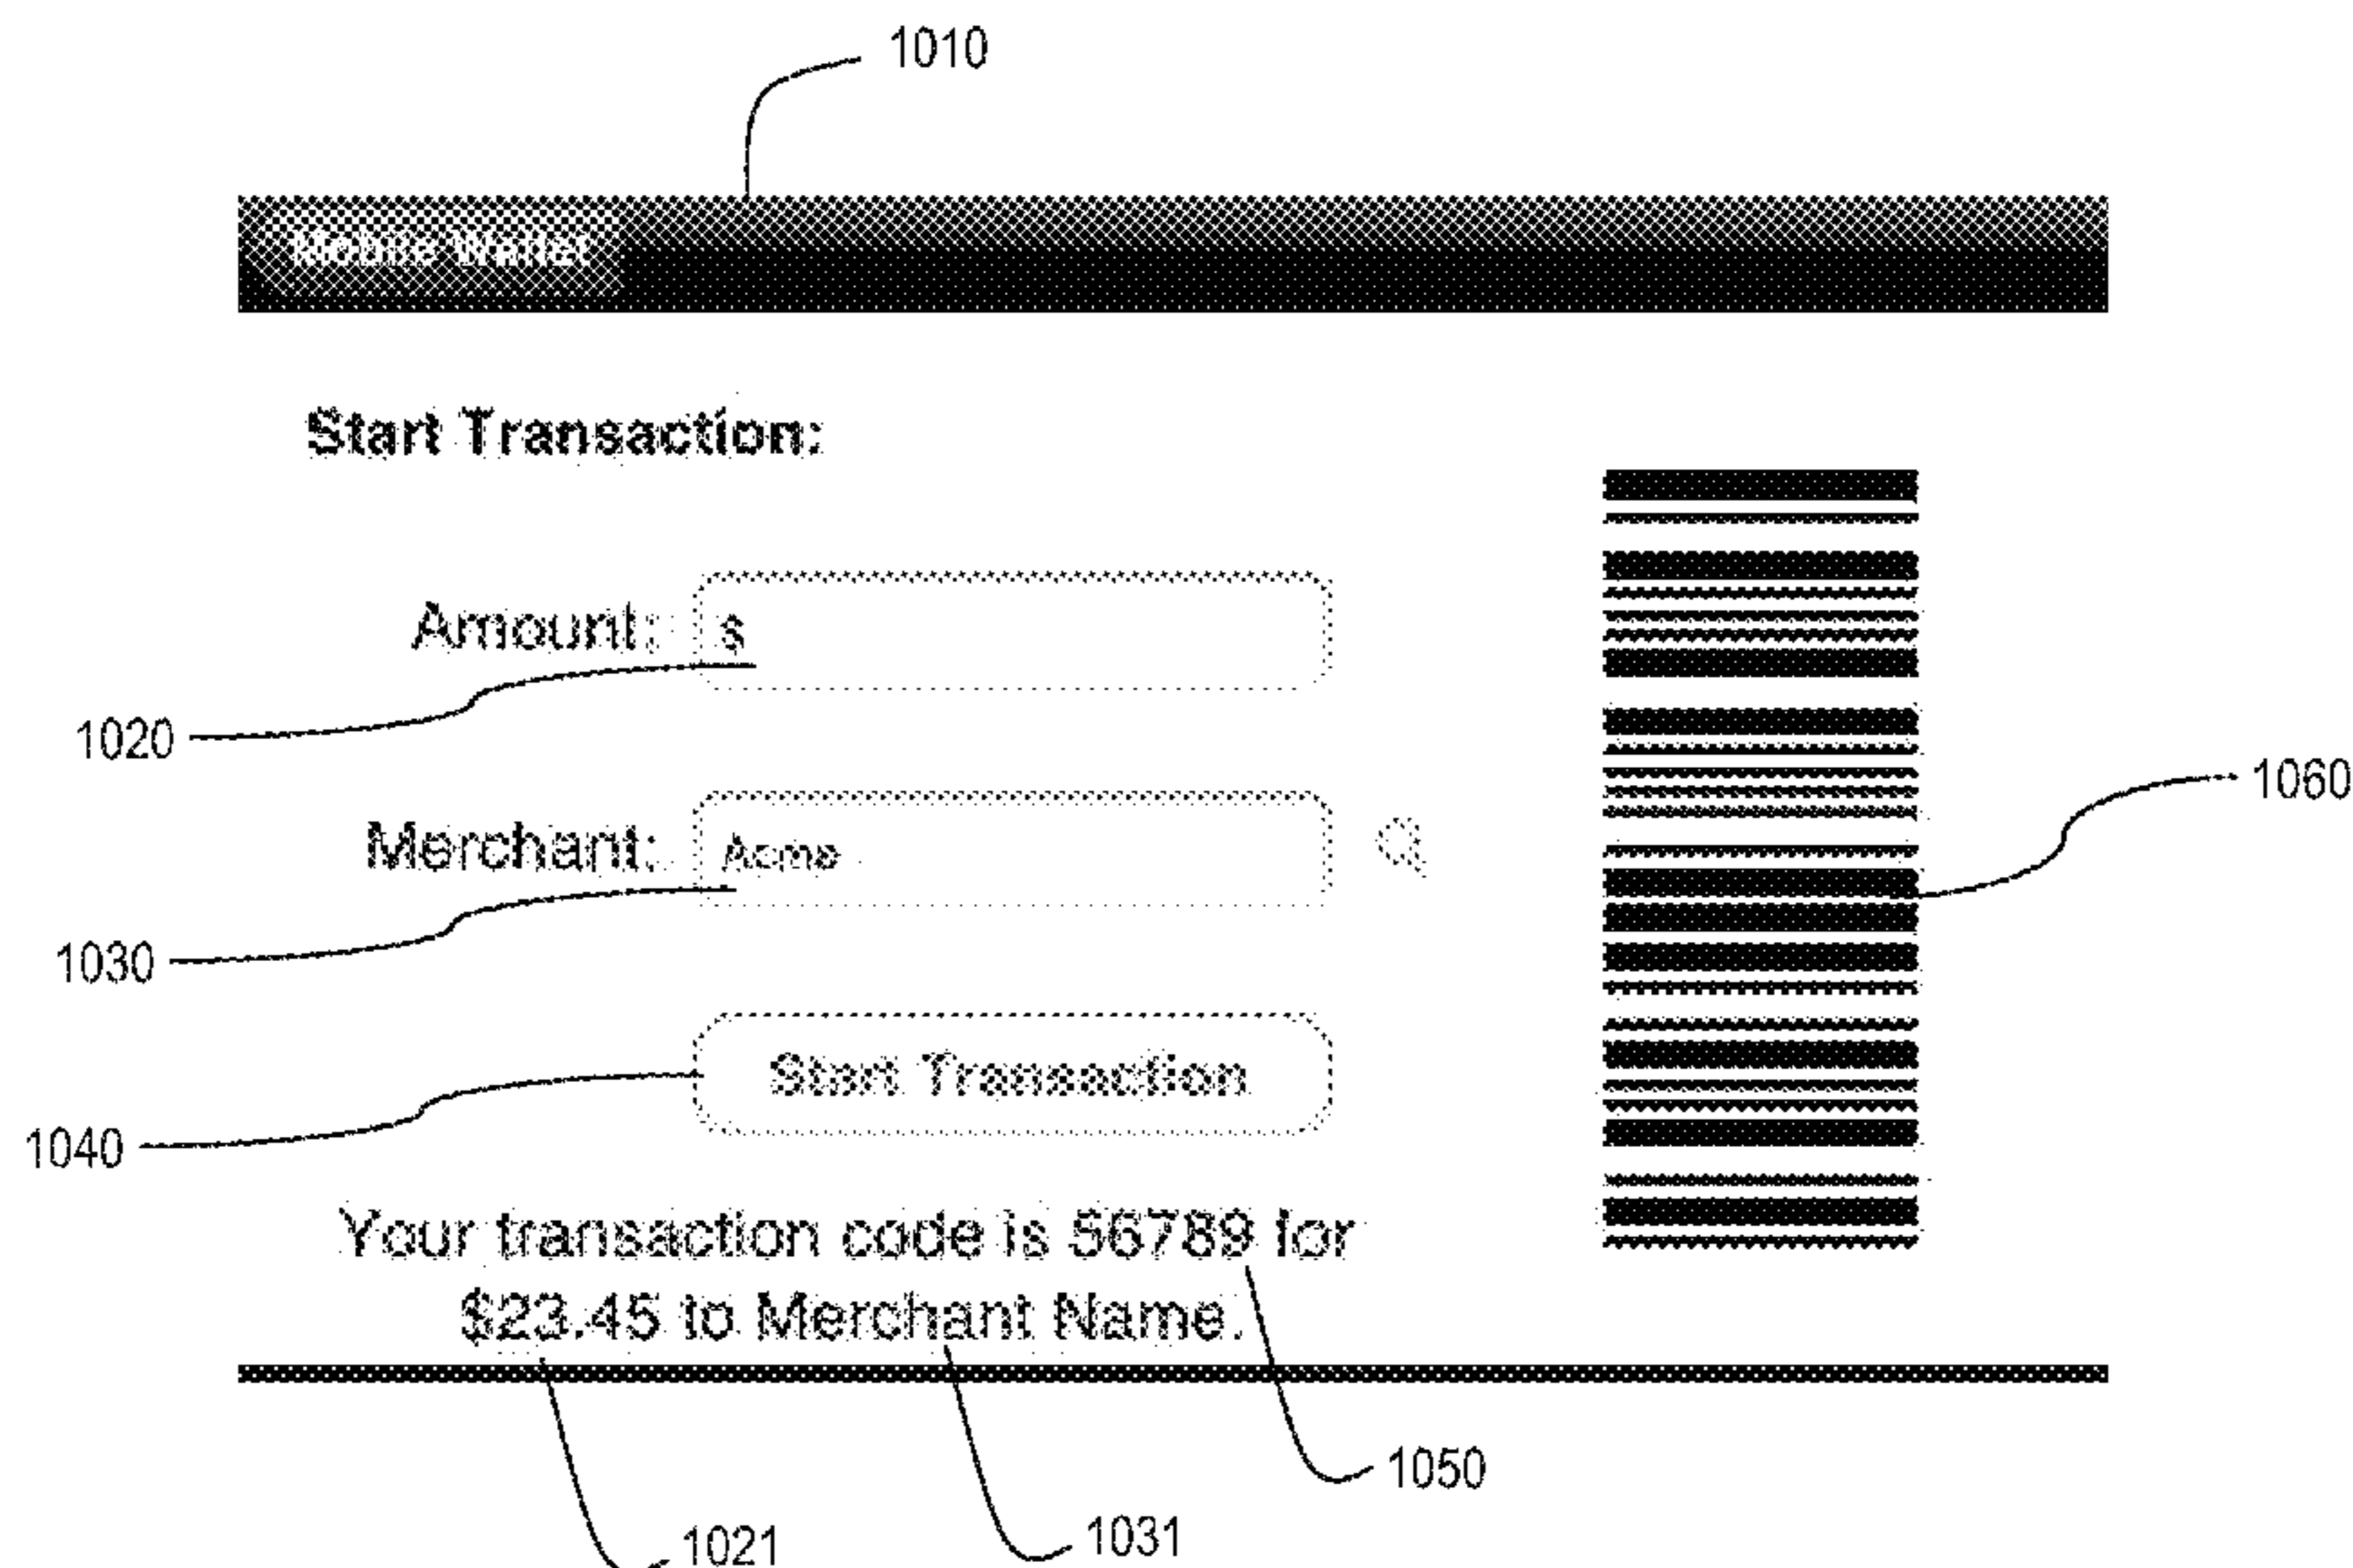 1010
Mobile Wallet
Start Transaction:
Amount: $
1020
Merchant: Acme
1060
1030
Start Transaction
1040
Your transaction code is 56789 for
$23.45 to Merchant Name.
1050
1021
1031